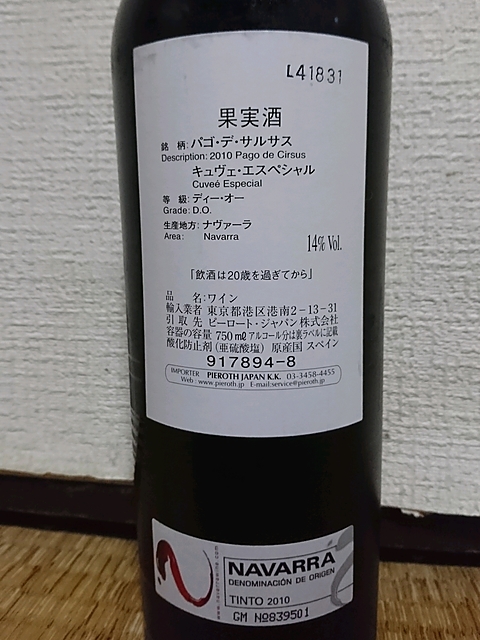 L41831
果実酒
銘 柄: パゴ・デ・サルサス
Description: 2010 Pago de Cirsus
キュヴェ・エスペシャル
Cuveé Especial
等 級: ディー・オー
Grade: D.O.
生産地方: ナヴァーラ
Area: Navarra
14% Vol.
「飲酒は20歳を過ぎてから」
品 名: ワイン
輸入業者 東京都港区港南2-13-31
引 取 先 ピーロート・ジャパン株式会社
容器の容量 750㎖ アルコール分は裏ラベルに記載
酸化防止剤(亜硫酸塩) 原産国 スペイン
917894-8
IMPORTER PIEROTH JAPAN K.K. 03-3458-4455
Web: www.pieroth.jp E-mail:service@pieroth.jp
NAVARRA
DENOMINACIÓN DE ORIGEN
TINTO 2010
GM Nº839501